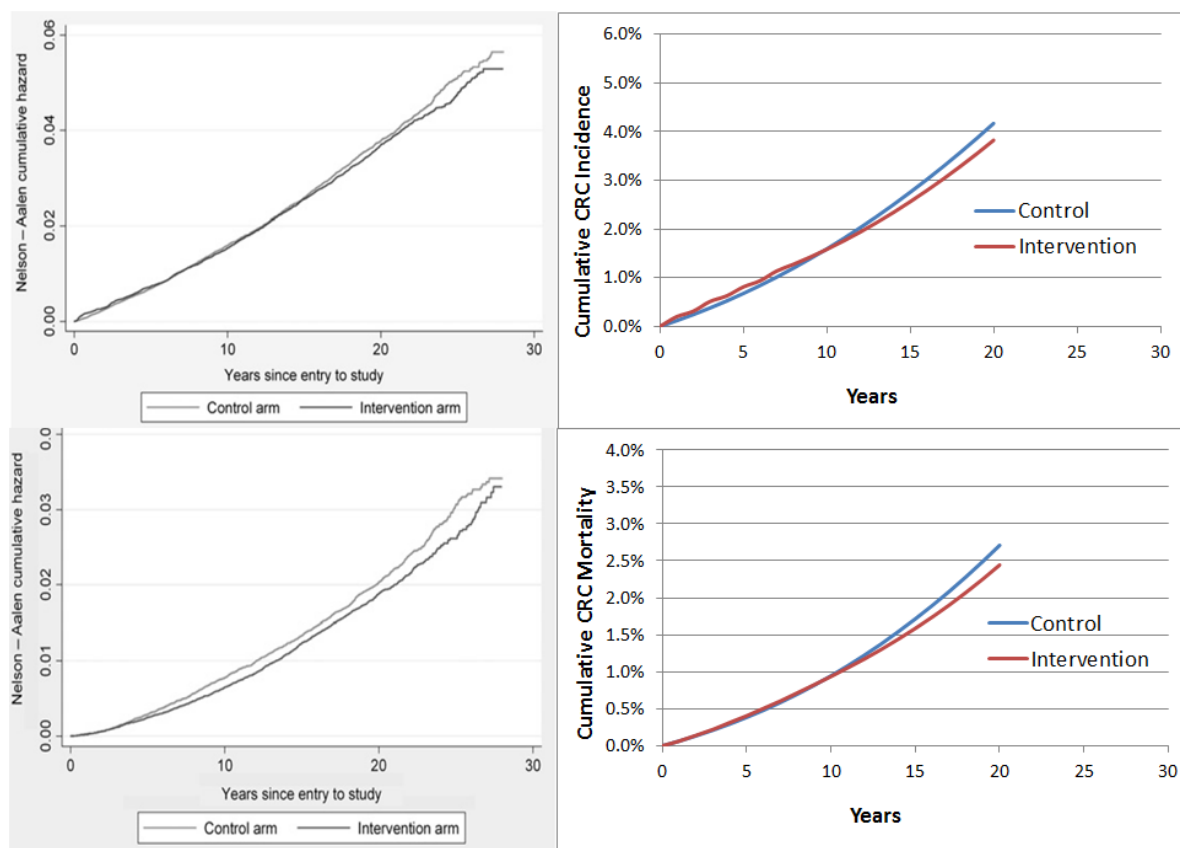 Nelson – Aalen cumulative hazard
0.06
0.04
0.02
0.00
0
10
20
30
Years since entry to study
Control arm
Intervention arm
Cumulative CRC Incidence
6.0%
5.0%
4.0%
3.0%
2.0%
1.0%
0.0%
0
5
10
15
20
25
30
Years
Control
Intervention
Nelson – Aalen cumulative hazard
0.03
0.02
0.01
0.00
0
10
20
30
Years since entry to study
Control arm
Intervention arm
Cumulative CRC Mortality
4.0%
3.5%
3.0%
2.5%
2.0%
1.5%
1.0%
0.5%
0.0%
0
5
10
15
20
25
30
Years
Control
Intervention